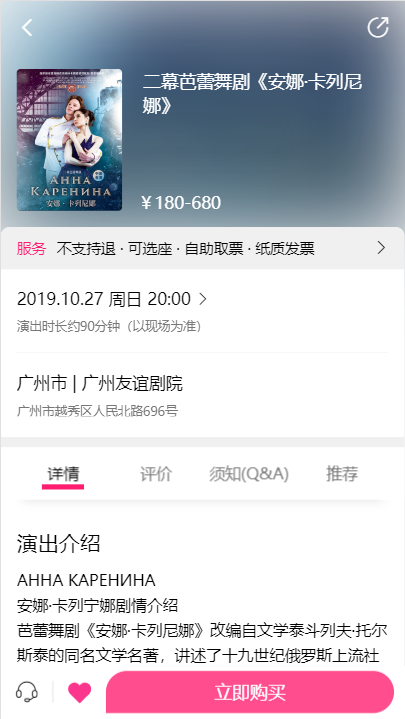 二幕芭蕾舞剧《安娜·卡列尼
娜》
АННА
КАРЕНИНА
安娜·卡列尼娜
￥180-680
服务 不支持退 · 可选座 · 自助取票 · 纸质发票
2019.10.27 周日 20:00
演出时长约90分钟（以现场为准）
广州市 | 广州友谊剧院
广州市越秀区人民北路696号
详情 评价 须知(Q&A) 推荐
演出介绍
АННА КАРЕНИНА
安娜·卡列宁娜剧情介绍
芭蕾舞剧《安娜·卡列尼娜》改编自文学泰斗列夫·托尔
斯泰的同名文学名著，讲述了十九世纪俄罗斯上流社
立即购买